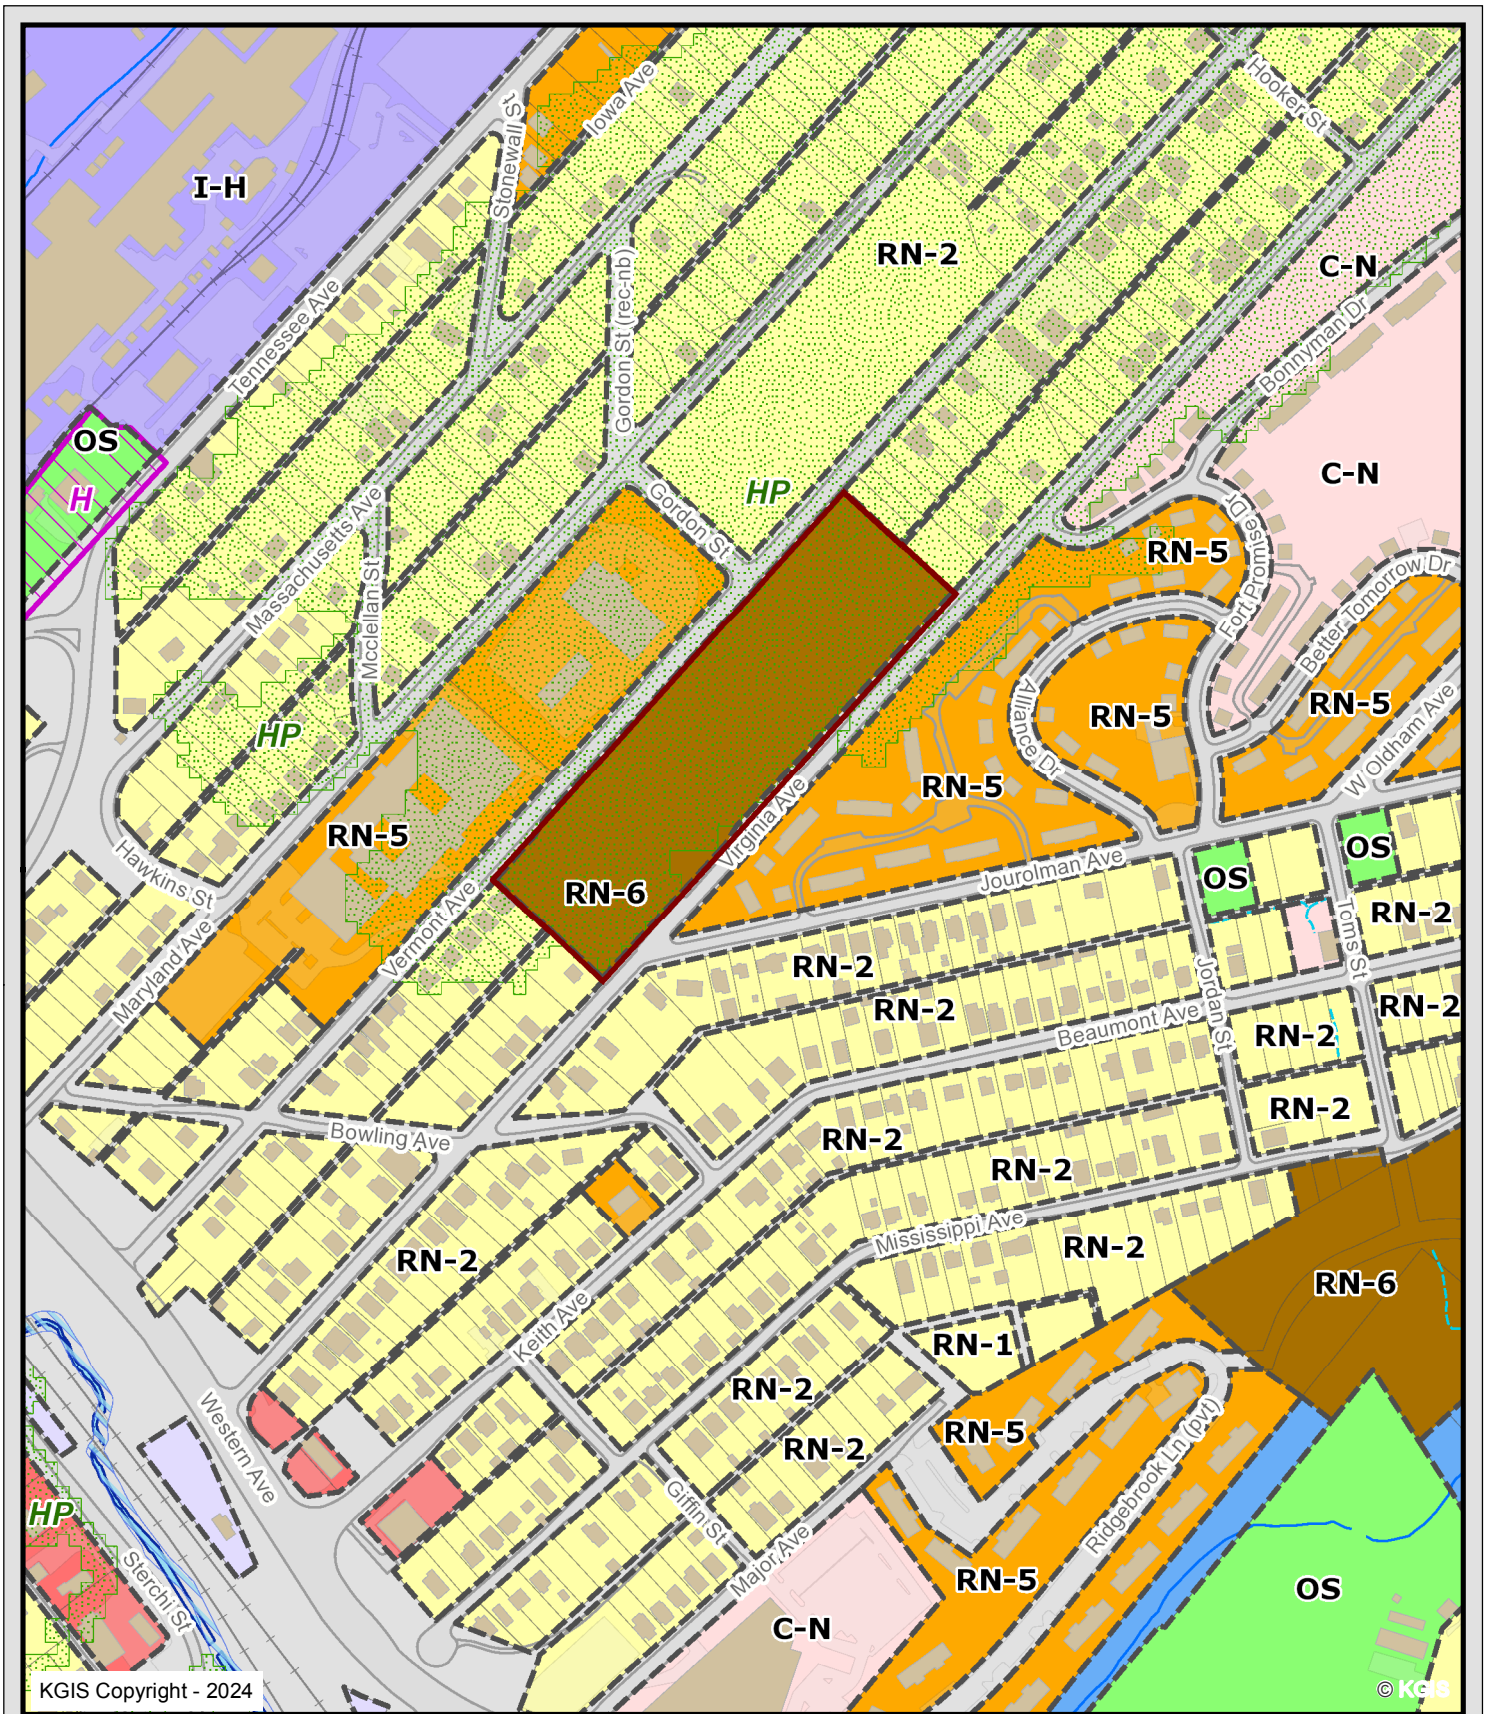 Iowa Ave
Hooker St
Stonewall St
I-H
RN-2
C-N
Gordon St (rec-nb)
Tennessee Ave
Bonnyman Dr
OS
H
C-N
HP
Gordon St
Massachusetts Ave
Fort Promise Dr
RN-5
Better Tomorrow Dr
Mcclellan St
RN-5
RN-5
Alliance Dr
W Oldham Ave
HP
RN-5
Virginia Ave
RN-5
OS
Jourolman Ave
OS
Hawkins St
RN-6
Vermont Ave
RN-2
Toms St
Maryland Ave
RN-2
RN-2
Jordan St
RN-2
Beaumont Ave
RN-2
RN-2
Bowling Ave
RN-2
RN-2
Mississippi Ave
RN-2
RN-2
RN-6
Keith Ave
RN-1
RN-2
Western Ave
RN-5
RN-2
Ridgebrook Ln (pvt)
HP
Giffin St
Major Ave
RN-5
Sterchi St
OS
C-N
KGIS Copyright - 2024
© KGIS